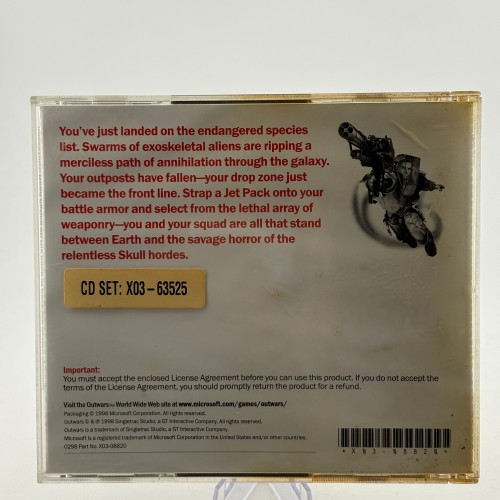 You've just landed on the endangered species
list. Swarms of exoskeletal aliens are ripping a
merciless path of annihilation through the galaxy.
Your outposts have fallen—your drop zone just
became the front line. Strap a Jet Pack onto your
battle armor and select from the lethal array of
weaponry—you and your squad are all that stand
between Earth and the savage horror of the
relentless Skull hordes.
CD SET: X03-63525
Important:
You must accept the enclosed License Agreement before you can use this product. If you do not accept the
terms of the License Agreement, you should promptly return the product for a refund.
Visit the Outwars™ World Wide Web site at www.microsoft.com/games/outwars/
Packaging © 1998 Microsoft Corporation. All rights reserved.
Outwars © & ℗ 1998 Singletrac Studio, a GT Interactive Company. All rights reserved.
Outwars is a trademark of Singletrac Studio, a GT Interactive Company.
Microsoft is a registered trademark of Microsoft Corporation in the United States and/or other countries.
0298 Part No. X03-08820